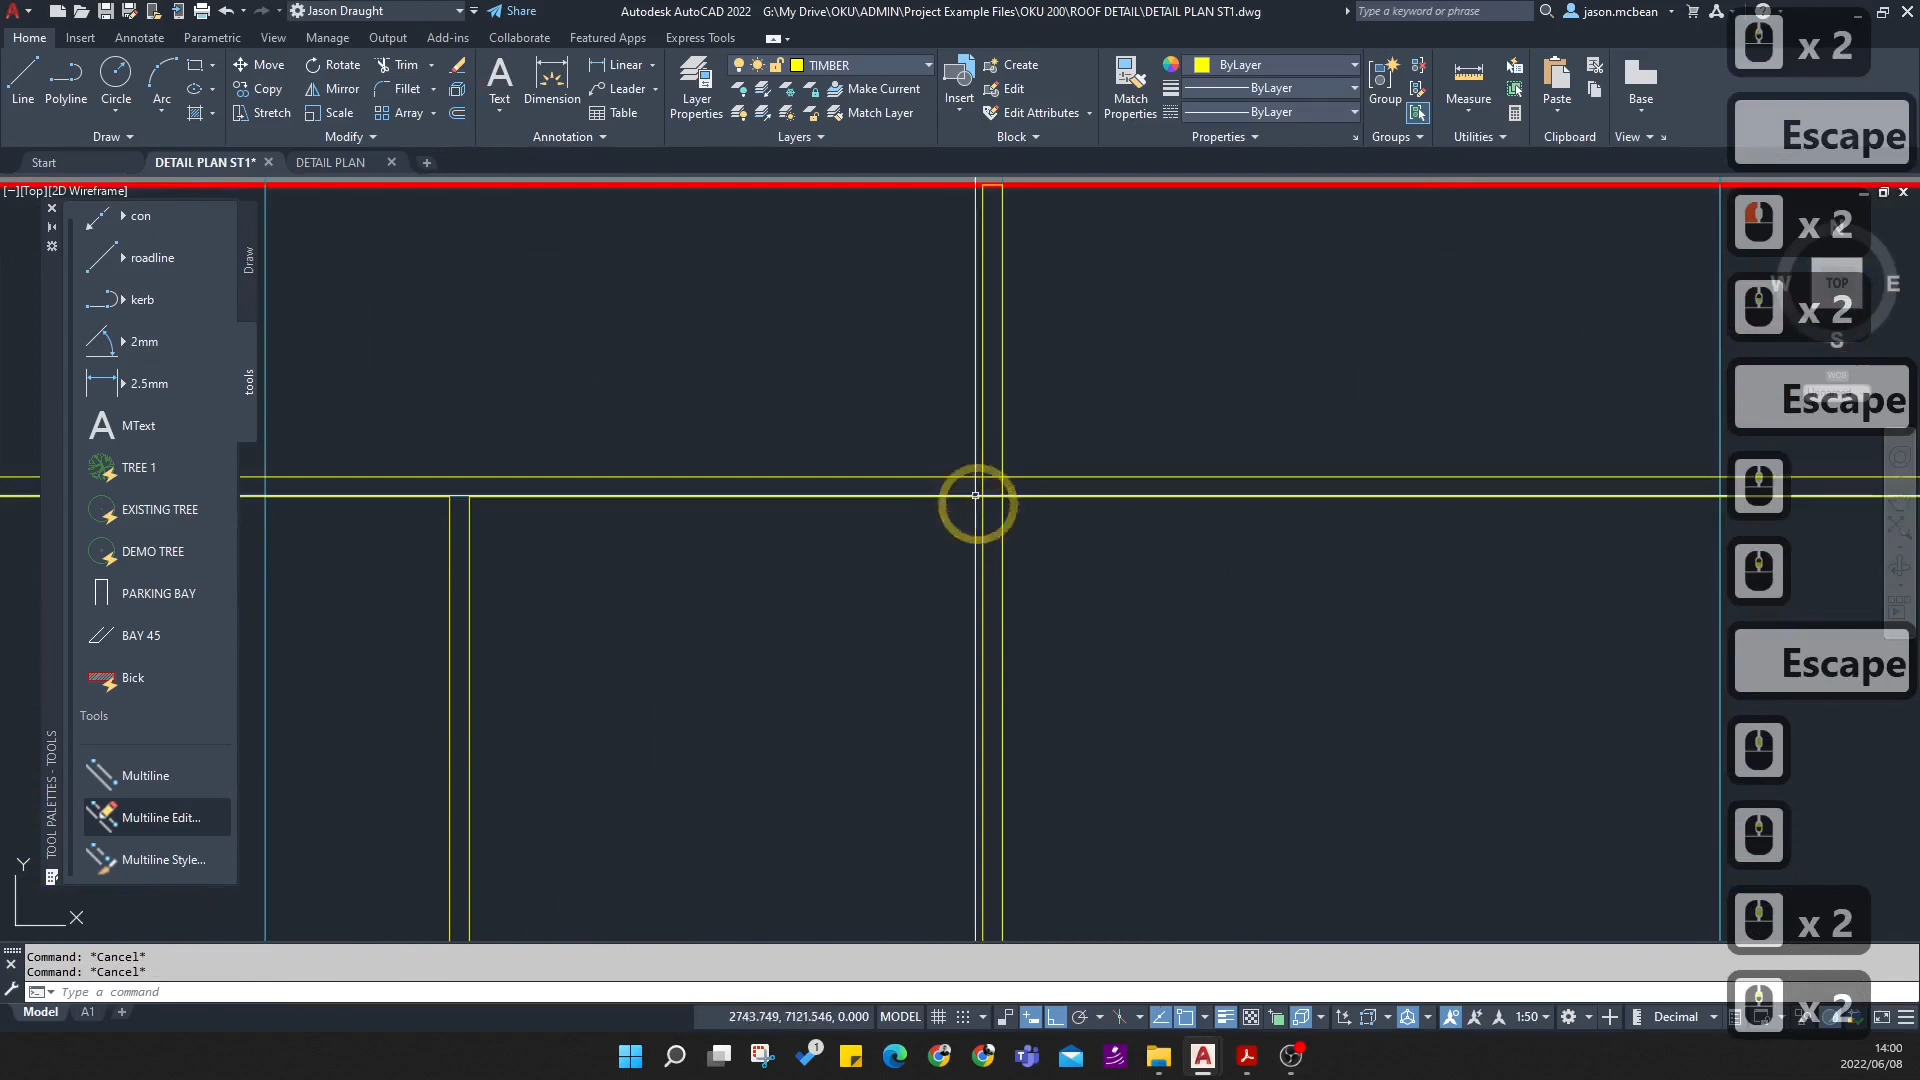 Jason Draught
Share
Autodesk AutoCAD 2022 G:\My Drive\OKU\ADMIN\Project Example Files\OKU 200\ROOF DETAIL\DETAIL PLAN ST1.dwg
Type a keyword or phrase
jason.mcbean
x 2
Home Insert Annotate Parametric View Manage Output Add-ins Collaborate Featured Apps Express Tools
Line
Polyline
Circle
Arc
Move
Rotate
Trim
Copy
Mirror
Fillet
Stretch
Scale
Array
Text
Dimension
Linear
Leader
Table
Layer
Properties
TIMBER
Make Current
Match Layer
Insert
Create
Edit
Edit Attributes
Match
Properties
ByLayer
ByLayer
ByLayer
Group
Measure
Paste
Base
Draw
Modify
Annotation
Layers
Block
Properties
Groups
Utilities
Clipboard
View
Escape
Start
DETAIL PLAN ST1*
DETAIL PLAN
[−][Top][2D Wireframe]
con
roadline
kerb
2mm
2.5mm
MText
TREE 1
EXISTING TREE
DEMO TREE
PARKING BAY
BAY 45
Bick
Tools
Multiline
Multiline Edit...
Multiline Style...
Draw
tools
TOOL PALETTES - TOOLS
x 2
W
TOP
E
x 2
S
WCS
Escape
Escape
x 2
x 2
Y
X
Command: *Cancel*
Command: *Cancel*
Type a command
Model
A1
2743.749, 7121.546, 0.000
MODEL
1:50
Decimal
1
14:00
2022/06/08